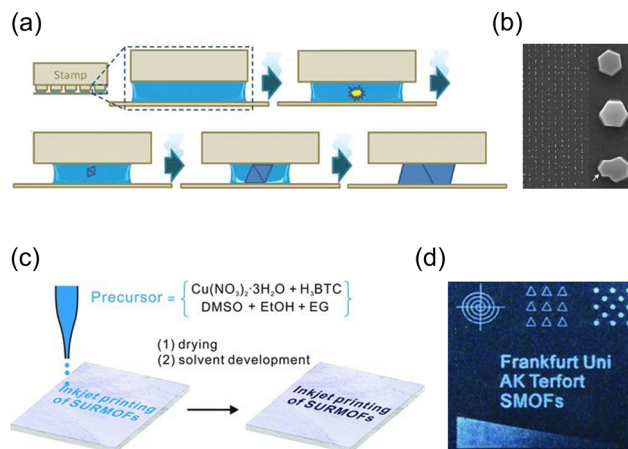 (a)
Stamp
(b)
(c)
Precursor = { Cu(NO₃)₂·3H₂O + H₃BTC
DMSO + EtOH + EG }
(1) drying
(2) solvent development
Inkjet printing
of SURMOFs
Inkjet printing
of SURMOFs
(d)
Frankfurt Uni
AK Terfort
SMOFs